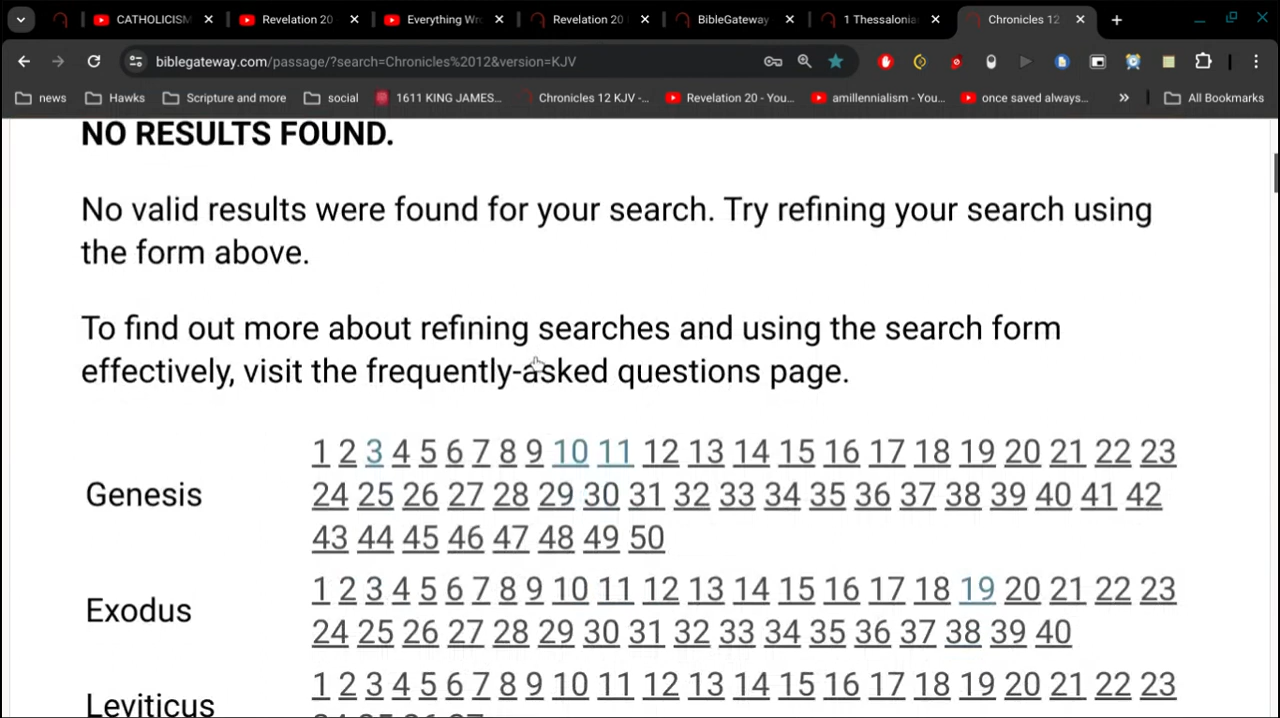 CATHOLICISM
Revelation 20
Everything Wr
Revelation 20
BibleGateway
1 Thessalonia
Chronicles 12
biblegateway.com/passage/?search=Chronicles%2012&version=KJV
news
Hawks
Scripture and more
social
1611 KING JAMES...
Chronicles 12 KJV -...
Revelation 20 - You...
amillennialism - You...
once saved always...
All Bookmarks
NO RESULTS FOUND.
No valid results were found for your search. Try refining your search using
the form above.
To find out more about refining searches and using the search form
effectively, visit the frequently-asked questions page.
Genesis
1 2 3 4 5 6 7 8 9 10 11 12 13 14 15 16 17 18 19 20 21 22 23
24 25 26 27 28 29 30 31 32 33 34 35 36 37 38 39 40 41 42
43 44 45 46 47 48 49 50
Exodus
1 2 3 4 5 6 7 8 9 10 11 12 13 14 15 16 17 18 19 20 21 22 23
24 25 26 27 28 29 30 31 32 33 34 35 36 37 38 39 40
Leviticus
1 2 3 4 5 6 7 8 9 10 11 12 13 14 15 16 17 18 19 20 21 22 23